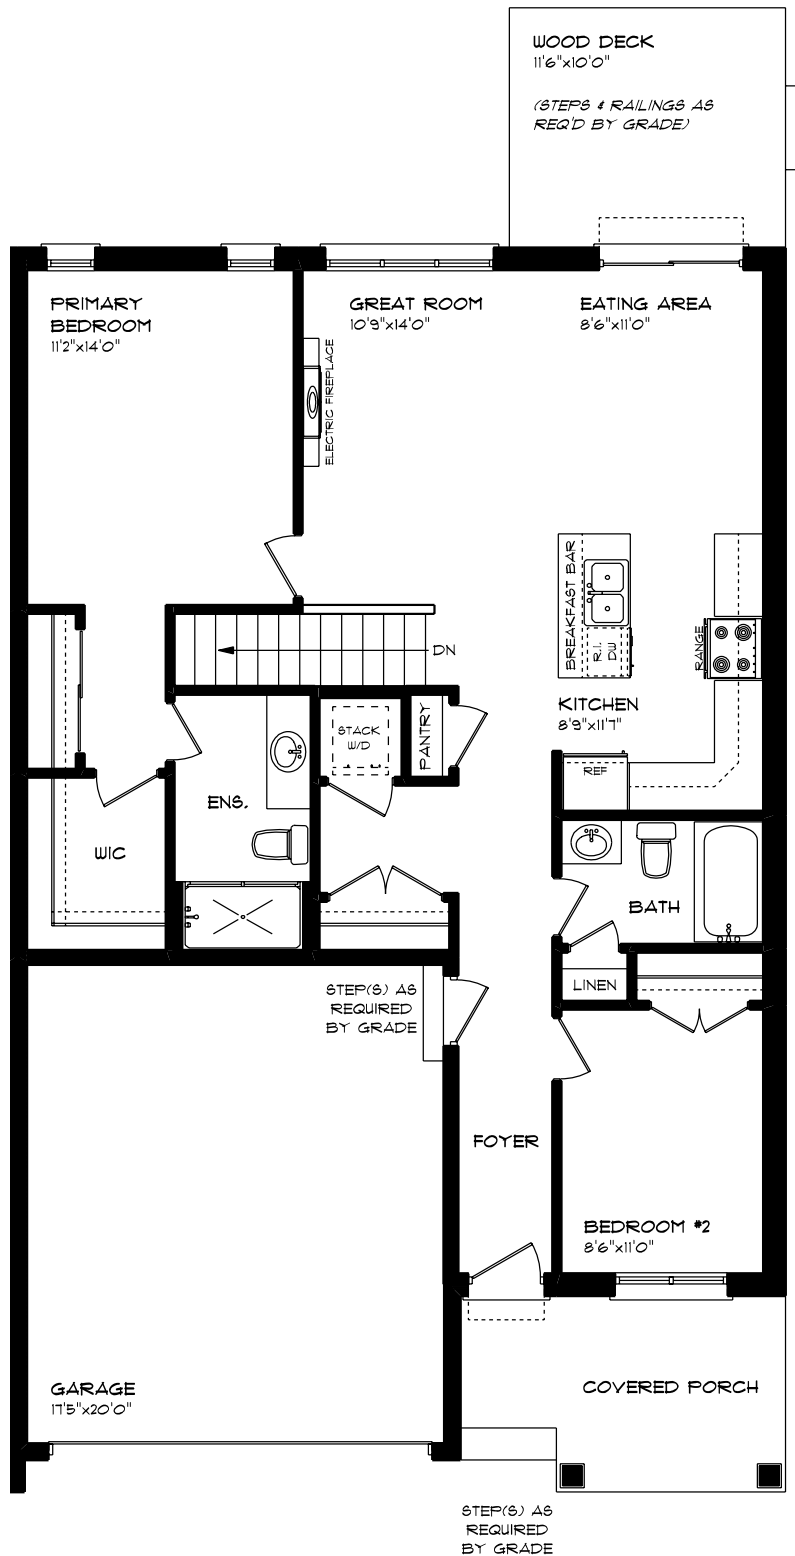 WOOD DECK
11'6"x10'0"
(STEPS & RAILINGS AS
REQ'D BY GRADE)
PRIMARY
BEDROOM
11'2"x14'0"
GREAT ROOM
10'9"x14'0"
EATING AREA
8'6"x11'0"
ELECTRIC FIREPLACE
BREAKFAST BAR
R.I.
DW
RANGE
DN
KITCHEN
8'9"x11'7"
PANTRY
STACK
W/D
REF
ENS.
WIC
BATH
LINEN
STEP(S) AS
REQUIRED
BY GRADE
FOYER
BEDROOM #2
8'6"x11'0"
GARAGE
17'5"x20'0"
COVERED PORCH
STEP(S) AS
REQUIRED
BY GRADE